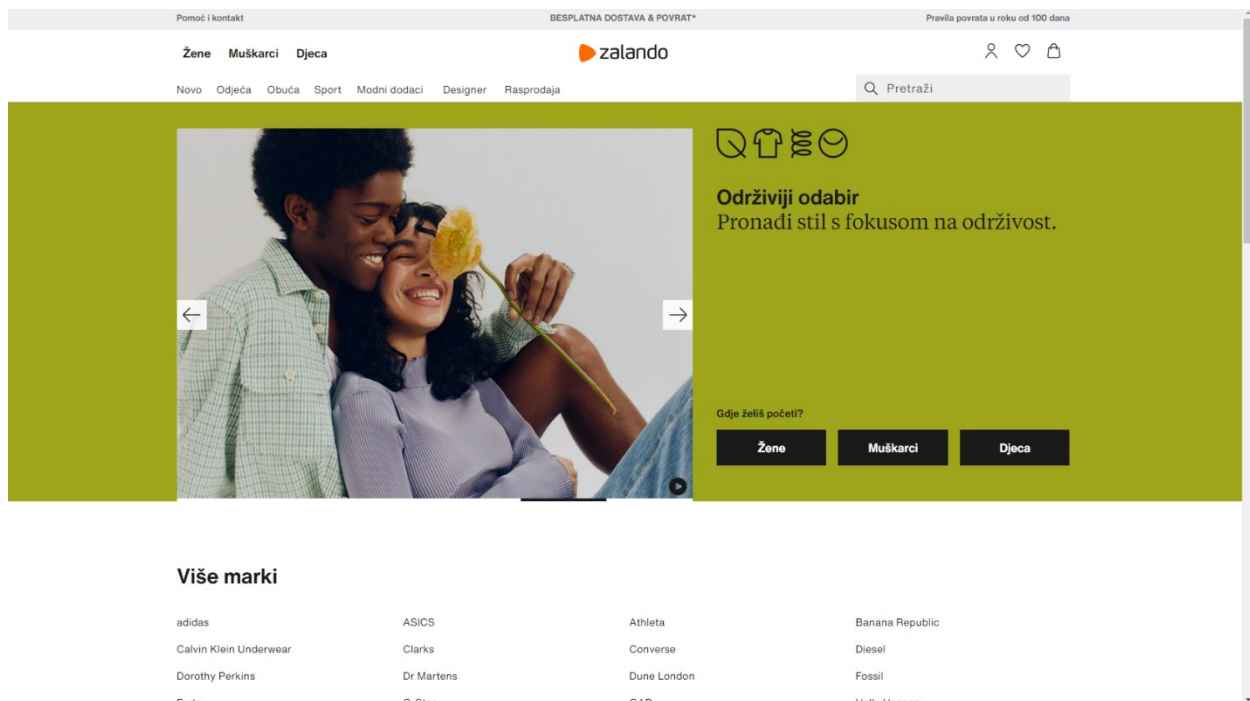 Pomoć i kontakt
BESPLATNA DOSTAVA & POVRAT*
Pravila povrata u roku od 100 dana
Žene Muškarci Djeca
zalando
Novo Odjeća Obuća Sport Modni dodaci Designer Rasprodaja
Pretraži
Održiviji odabir
Pronađi stil s fokusom na održivost.
Gdje želiš početi?
Žene Muškarci Djeca
Više marki
adidas ASICS Athleta Banana Republic
Calvin Klein Underwear Clarks Converse Diesel
Dorothy Perkins Dr Martens Dune London Fossil